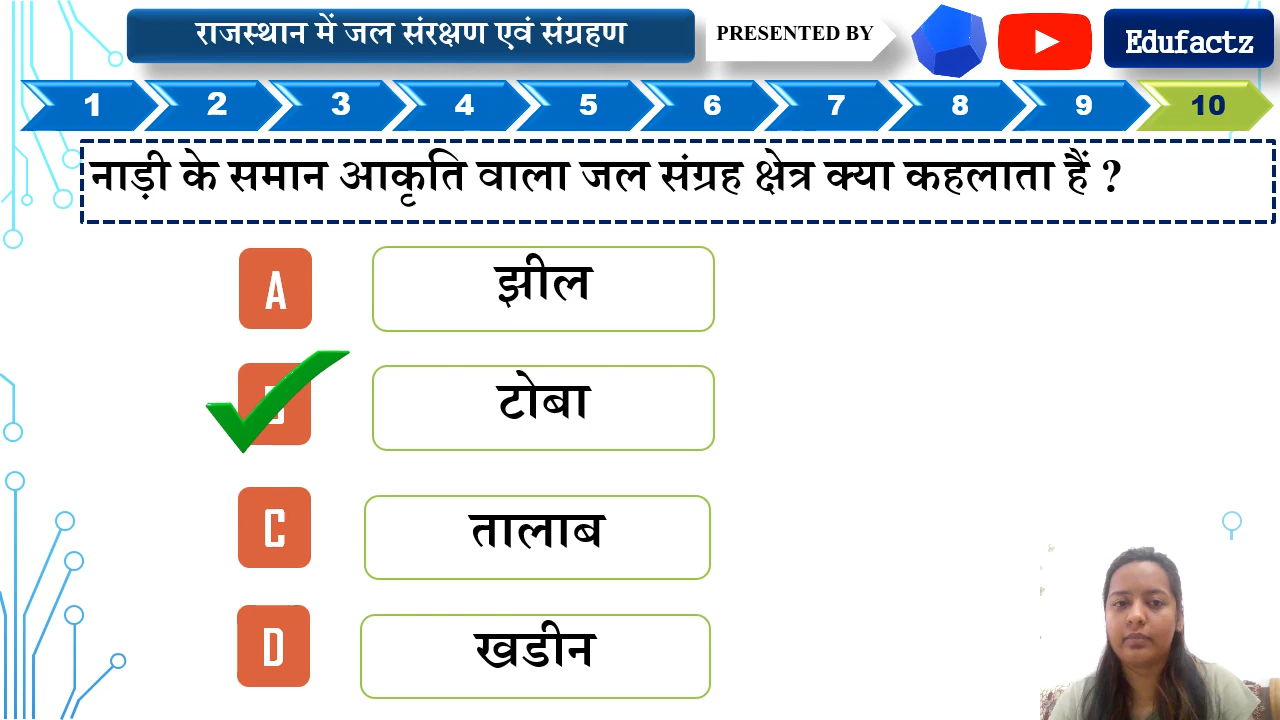 राजस्थान में जल संरक्षण एवं संग्रहण
PRESENTED BY
Edufactz
1 2 3 4 5 6 7 8 9 10
नाड़ी के समान आकृति वाला जल संग्रह क्षेत्र क्या कहलाता हैं ?
A झील
टोबा
C तालाब
D खडीन